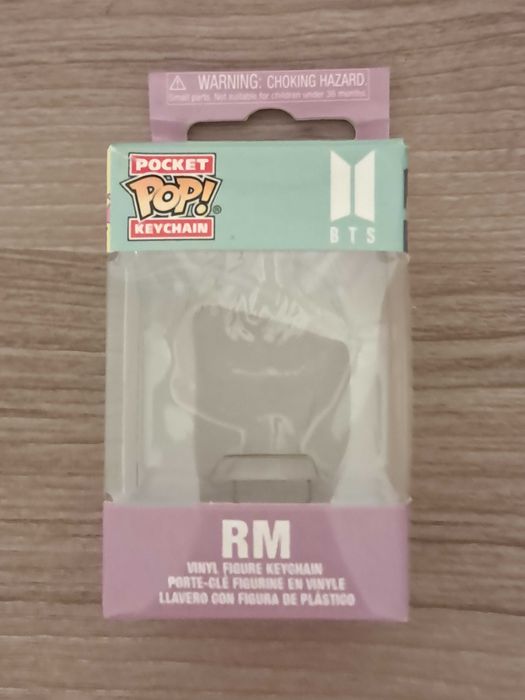 WARNING: CHOKING HAZARD.
Small parts. Not suitable for children under 36 months.
POCKET
POP!®
KEYCHAIN
BTS
RM
VINYL FIGURE KEYCHAIN
PORTE-CLÉ FIGURINE EN VINYLE
LLAVERO CON FIGURA DE PLÁSTICO